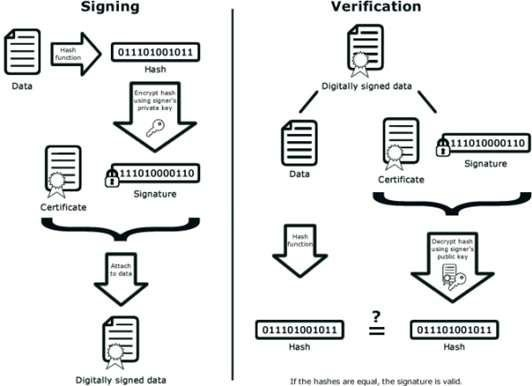 Signing
Data
Hash
function
011101001011
Hash
Encrypt hash
using signer's
private key
Certificate
111010000110
Signature
Attach
to data
Digitally signed data
Verification
Digitally signed data
Data
Certificate
111010000110
Signature
Hash
function
Decrypt hash
using signer's
public key
011101001011
Hash
?
=
011101001011
Hash
If the hashes are equal, the signature is valid.